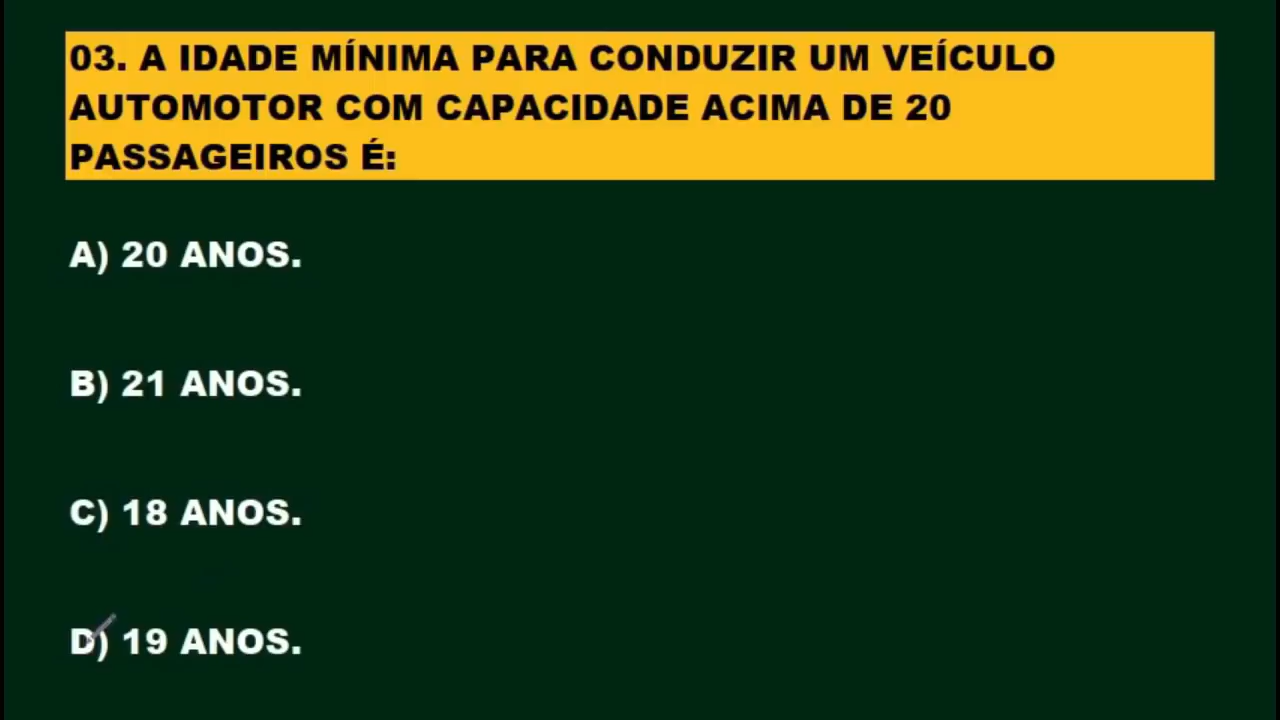 03. A IDADE MÍNIMA PARA CONDUZIR UM VEÍCULO
AUTOMOTOR COM CAPACIDADE ACIMA DE 20
PASSAGEIROS É:
A) 20 ANOS.
B) 21 ANOS.
C) 18 ANOS.
D) 19 ANOS.